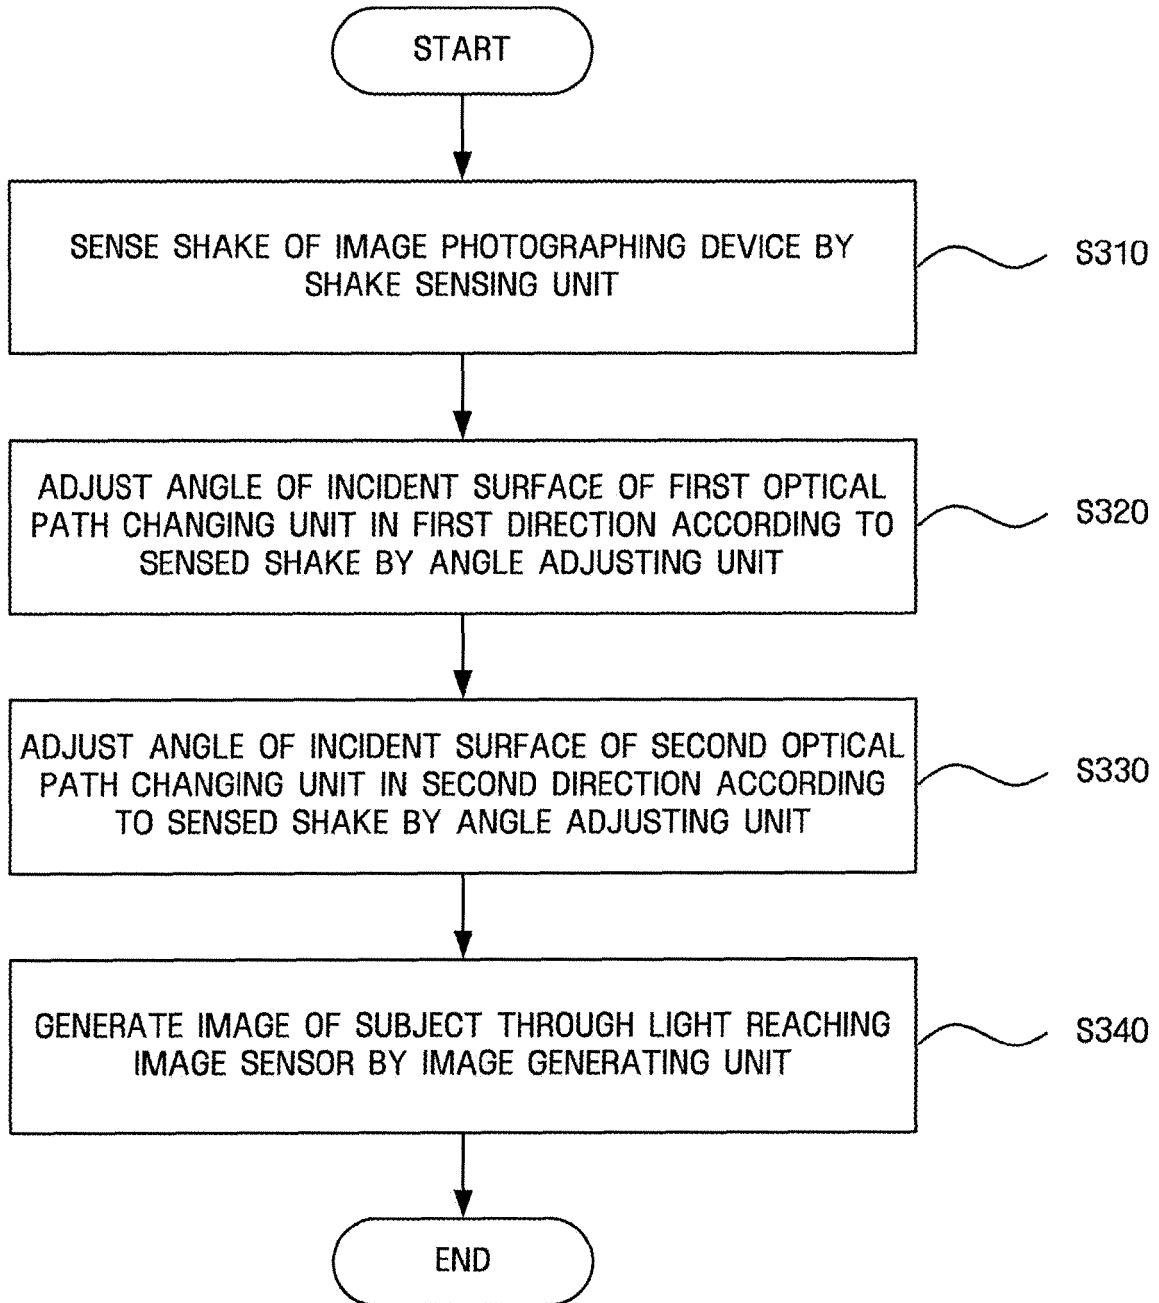 START
SENSE SHAKE OF IMAGE PHOTOGRAPHING DEVICE BY
SHAKE SENSING UNIT
S310
ADJUST ANGLE OF INCIDENT SURFACE OF FIRST OPTICAL
PATH CHANGING UNIT IN FIRST DIRECTION ACCORDING TO
SENSED SHAKE BY ANGLE ADJUSTING UNIT
S320
ADJUST ANGLE OF INCIDENT SURFACE OF SECOND OPTICAL
PATH CHANGING UNIT IN SECOND DIRECTION ACCORDING
TO SENSED SHAKE BY ANGLE ADJUSTING UNIT
S330
GENERATE IMAGE OF SUBJECT THROUGH LIGHT REACHING
IMAGE SENSOR BY IMAGE GENERATING UNIT
S340
END